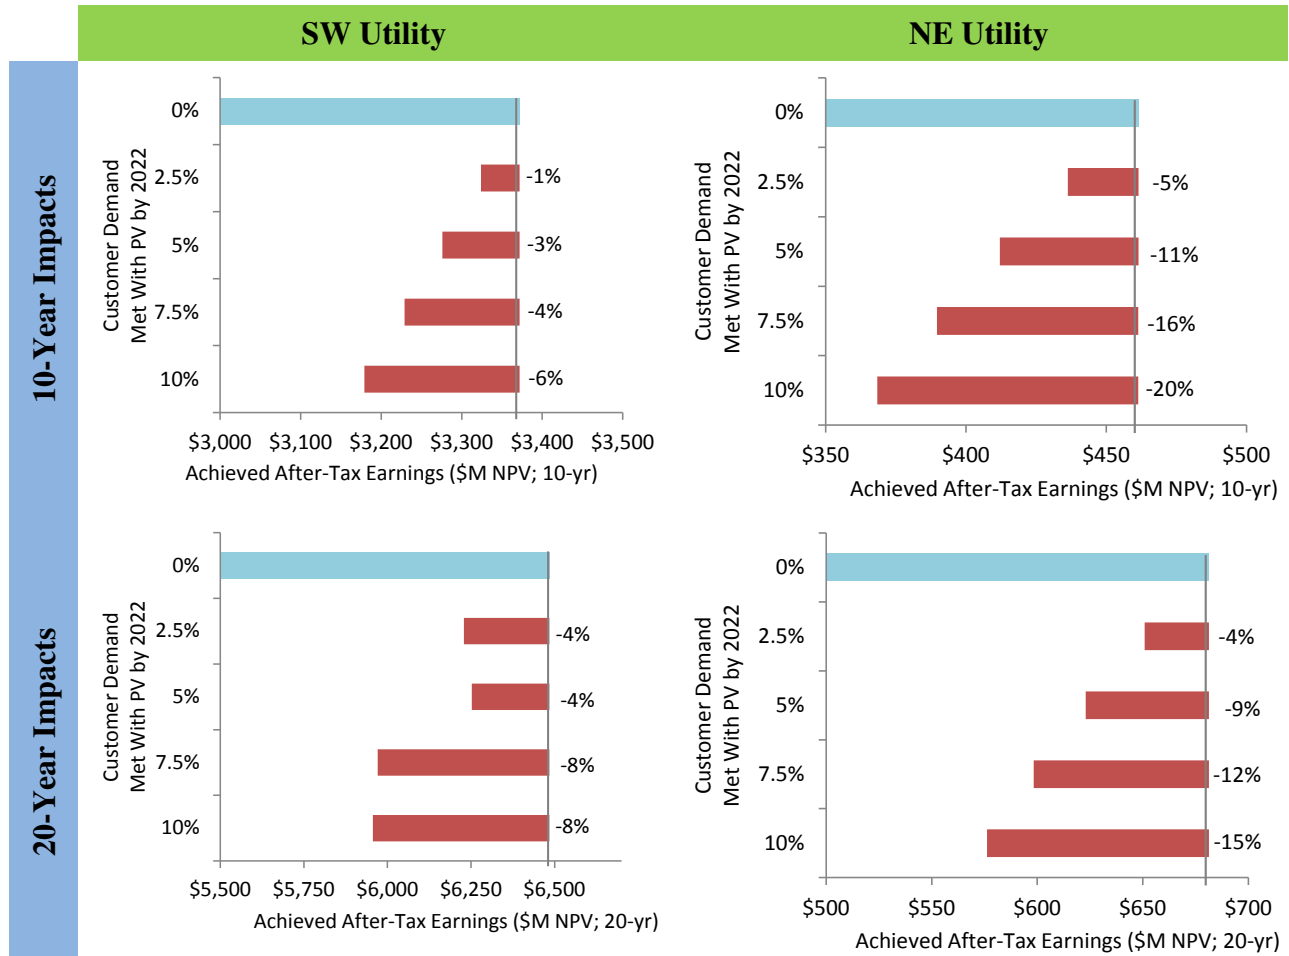 SW Utility
NE Utility
10-Year Impacts
Customer Demand
Met With PV by 2022
0%
2.5%
-1%
5%
-3%
7.5%
-4%
10%
-6%
$3,000 $3,100 $3,200 $3,300 $3,400 $3,500
Achieved After-Tax Earnings ($M NPV; 10-yr)
Customer Demand
Met With PV by 2022
0%
2.5%
-5%
5%
-11%
7.5%
-16%
10%
-20%
$350 $400 $450 $500
Achieved After-Tax Earnings ($M NPV; 10-yr)
20-Year Impacts
Customer Demand
Met With PV by 2022
0%
2.5%
-4%
5%
-4%
7.5%
-8%
10%
-8%
$5,500 $5,750 $6,000 $6,250 $6,500
Achieved After-Tax Earnings ($M NPV; 20-yr)
Customer Demand
Met With PV by 2022
0%
2.5%
-4%
5%
-9%
7.5%
-12%
10%
-15%
$500 $550 $600 $650 $700
Achieved After-Tax Earnings ($M NPV; 20-yr)